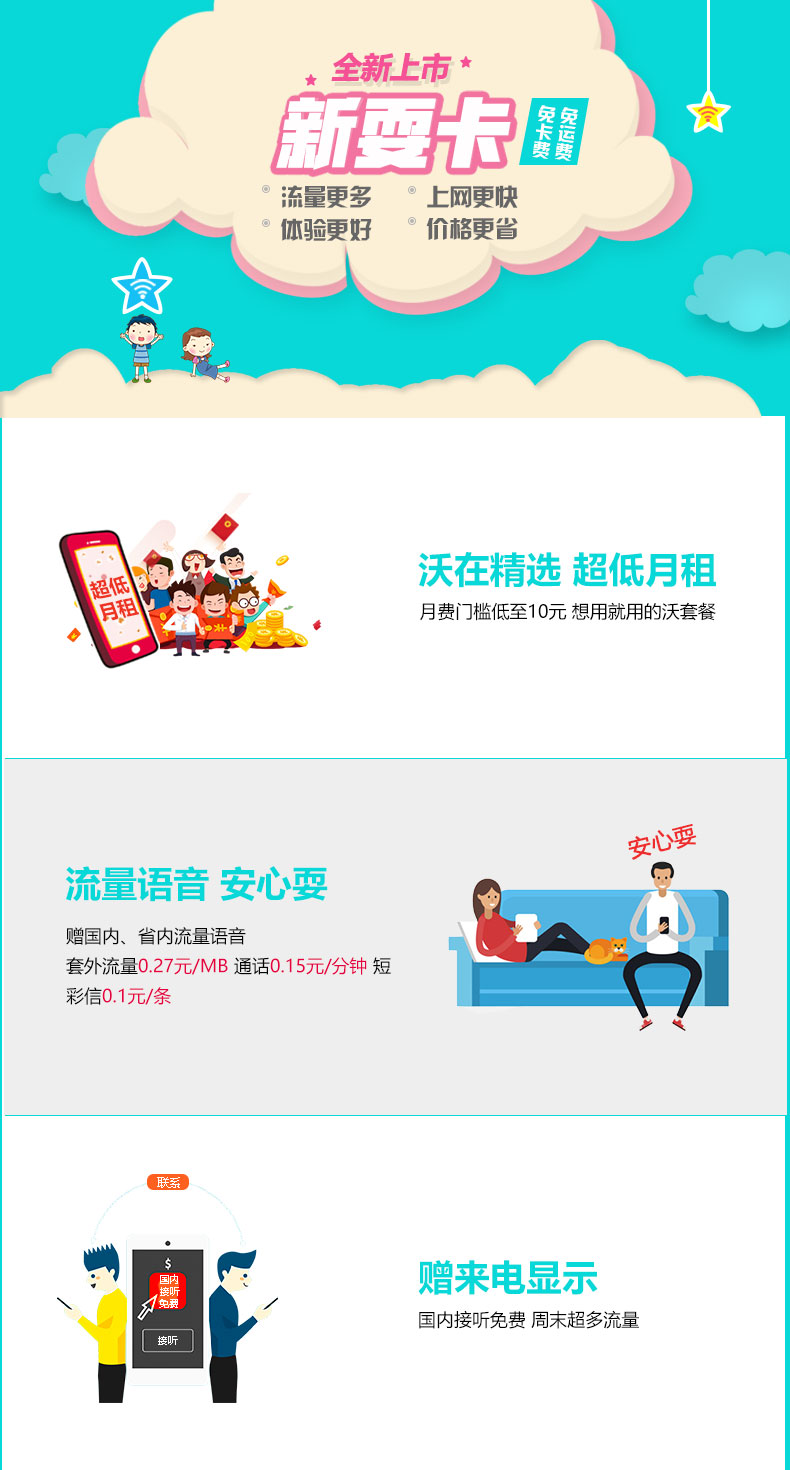 全新上市
新耍卡
免卡费
免运费
流量更多
上网更快
体验更好
价格更省
超低
月租
沃在精选 超低月租
月费门槛低至10元 想用就用的沃套餐
安心耍
流量语音 安心耍
赠国内、省内流量语音
套外流量0.27元/MB 通话0.15元/分钟 短
彩信0.1元/条
联系
$
国内
接听
免费
接听
赠来电显示
国内接听免费 周末超多流量